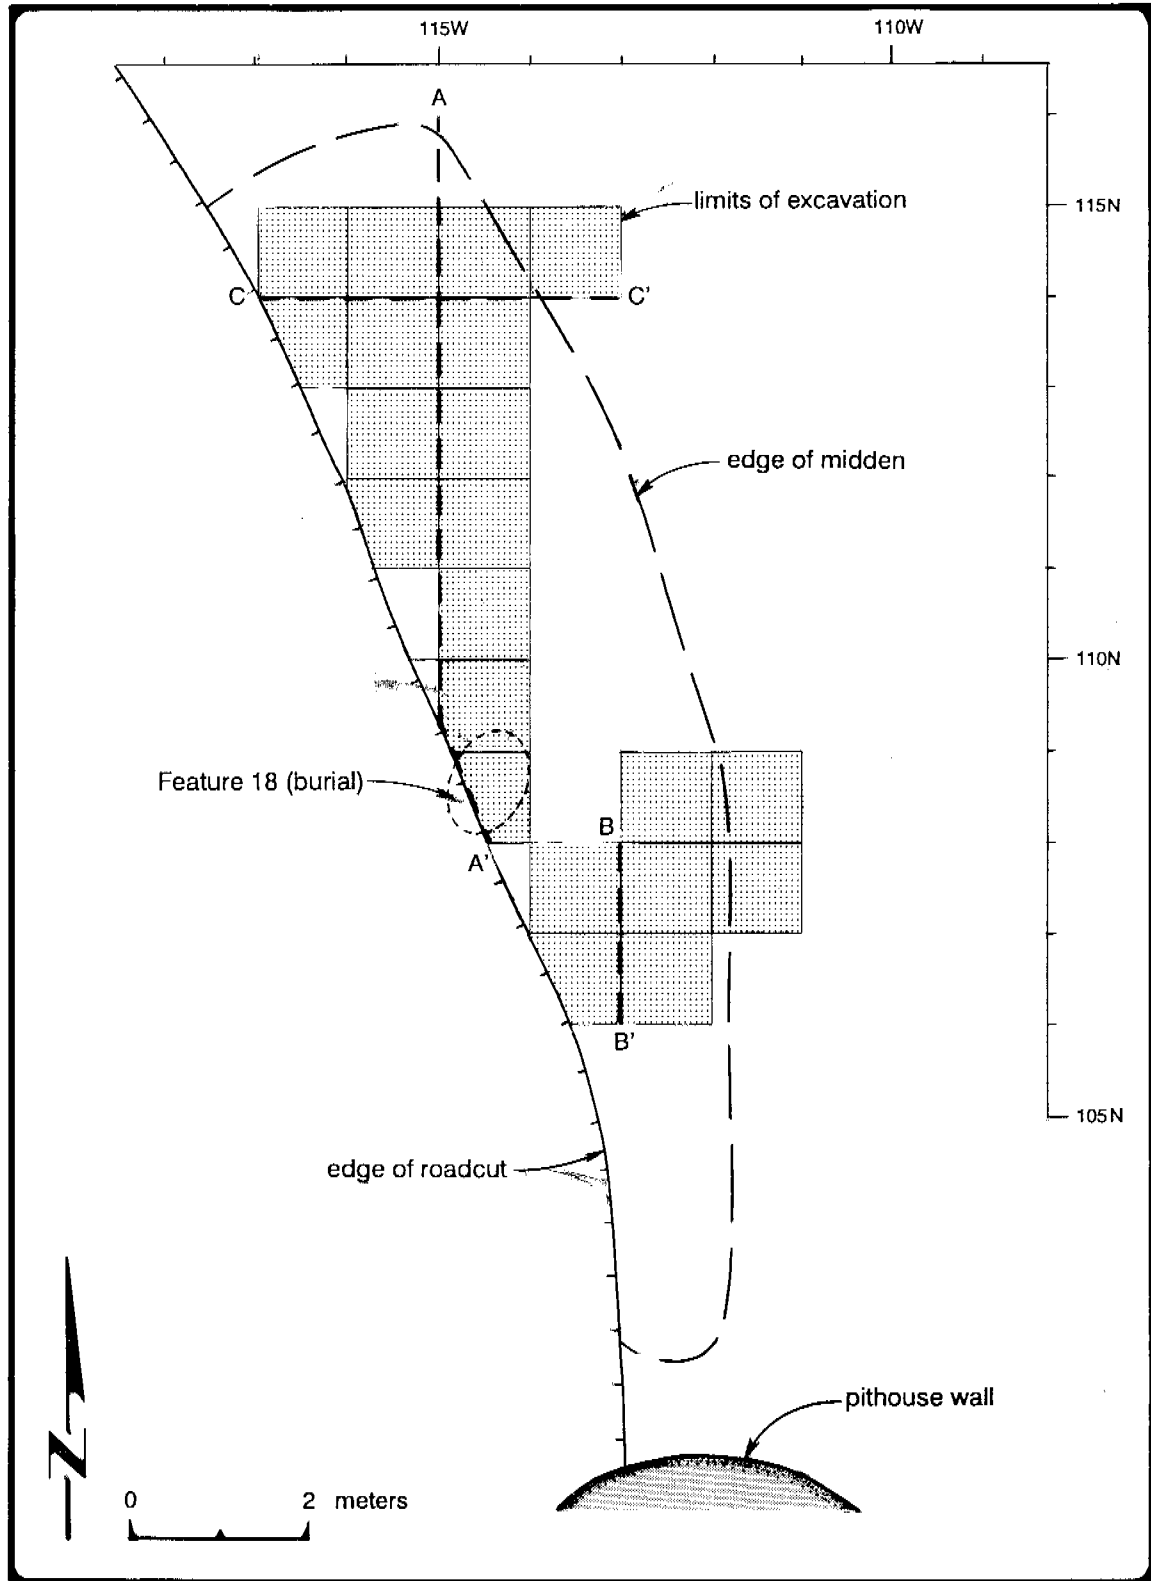 115W
110W
A
limits of excavation
115N
C
C'
edge of midden
110N
Feature 18 (burial)
B
A'
B'
105N
edge of roadcut
pithouse wall
N
0 2 meters